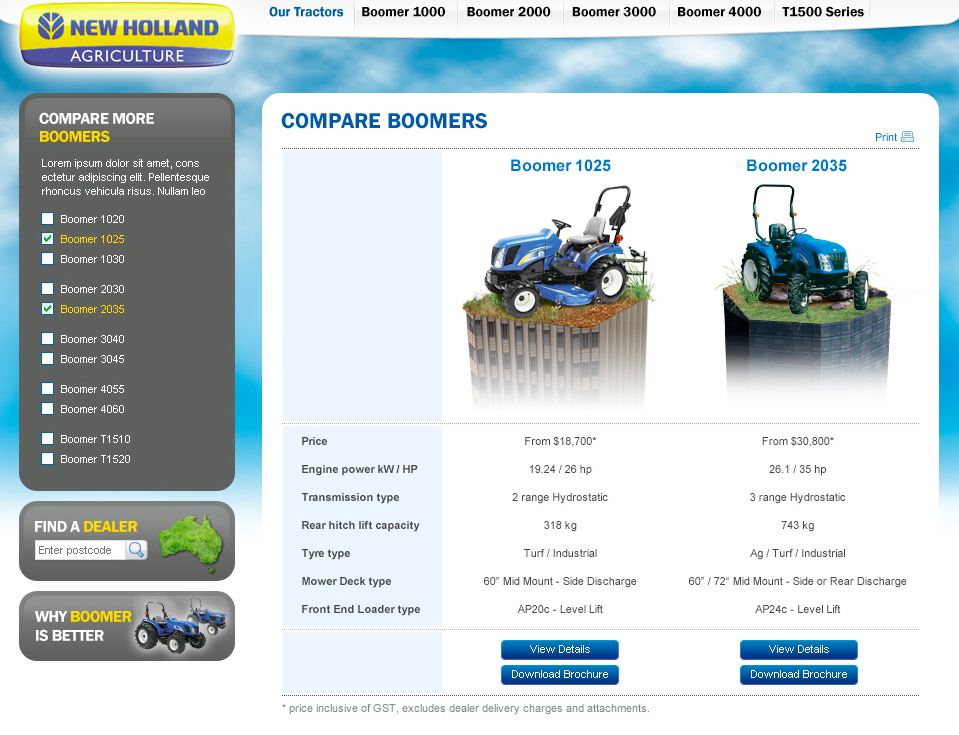 NEW HOLLAND
AGRICULTURE
Our Tractors
Boomer 1000
Boomer 2000
Boomer 3000
Boomer 4000
T1500 Series
COMPARE MORE
BOOMERS
Lorem ipsum dolor sit amet, cons
ectetur adipiscing elit. Pellentesque
rhoncus vehicula risus. Nullam leo
Boomer 1020
Boomer 1025
Boomer 1030
Boomer 2030
Boomer 2035
Boomer 3040
Boomer 3045
Boomer 4055
Boomer 4060
Boomer T1510
Boomer T1520
FIND A DEALER
Enter postcode
WHY BOOMER
IS BETTER
COMPARE BOOMERS
Print
Boomer 1025 Boomer 2035
Price From $18,700* From $30,800*
Engine power kW / HP 19.24 / 26 hp 26.1 / 35 hp
Transmission type 2 range Hydrostatic 3 range Hydrostatic
Rear hitch lift capacity 318 kg 743 kg
Tyre type Turf / Industrial Ag / Turf / Industrial
Mower Deck type 60” Mid Mount - Side Discharge 60” / 72“ Mid Mount - Side or Rear Discharge
Front End Loader type AP20c - Level Lift AP24c - Level Lift
View Details View Details
Download Brochure Download Brochure
* price inclusive of GST, excludes dealer delivery charges and attachments.